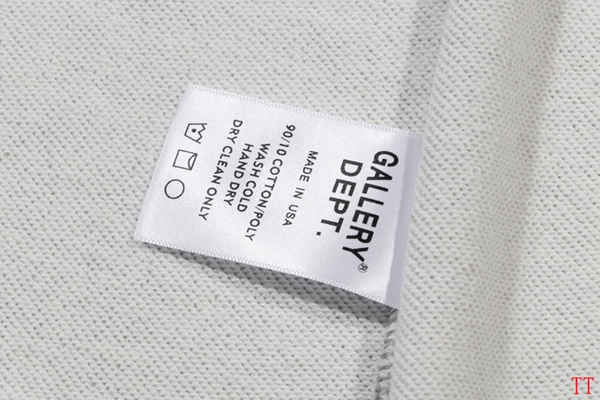 GALLERY
DEPT.®
MADE IN USA
90/10 COTTON/POLY
WASH COLD
HAND DRY
DRY CLEAN ONLY
TT